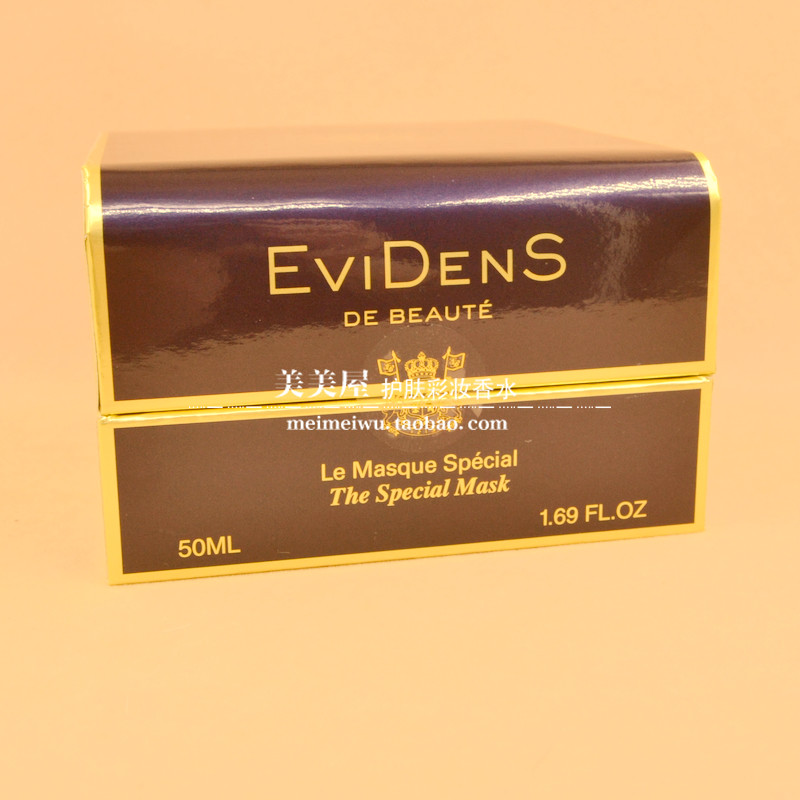 EVIDENS
DE BEAUTÉ
美美屋 护肤彩妆香水
meimeiwu.taobao.com
Le Masque Spécial
The Special Mask
50ML
1.69 FL.OZ